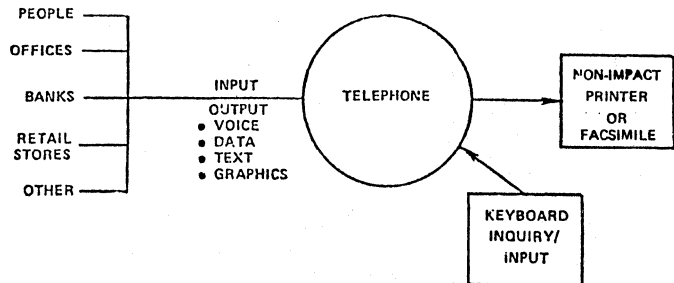 PEOPLE
OFFICES
BANKS
RETAIL
STORES
OTHER
INPUT
OUTPUT
• VOICE
• DATA
• TEXT
• GRAPHICS
TELEPHONE
NON-IMPACT
PRINTER
OR
FACSIMILE
KEYBOARD
INQUIRY/
INPUT